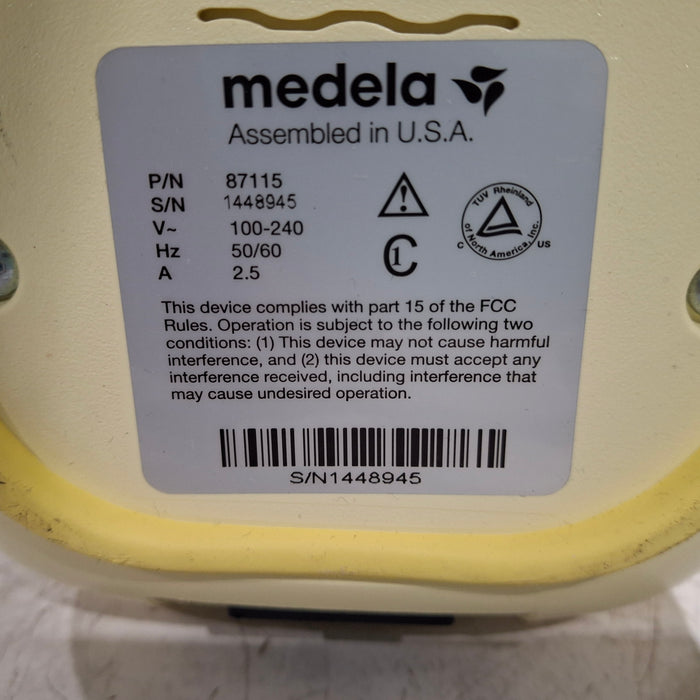 medela
Assembled in U.S.A.
P/N 87115
S/N 1448945
V~ 100-240
Hz 50/60
A 2.5
TUV Rheinland
of North America, Inc.
C US
1
This device complies with part 15 of the FCC
Rules. Operation is subject to the following two
conditions: (1) This device may not cause harmful
interference, and (2) this device must accept any
interference received, including interference that
may cause undesired operation.
S/N1448945